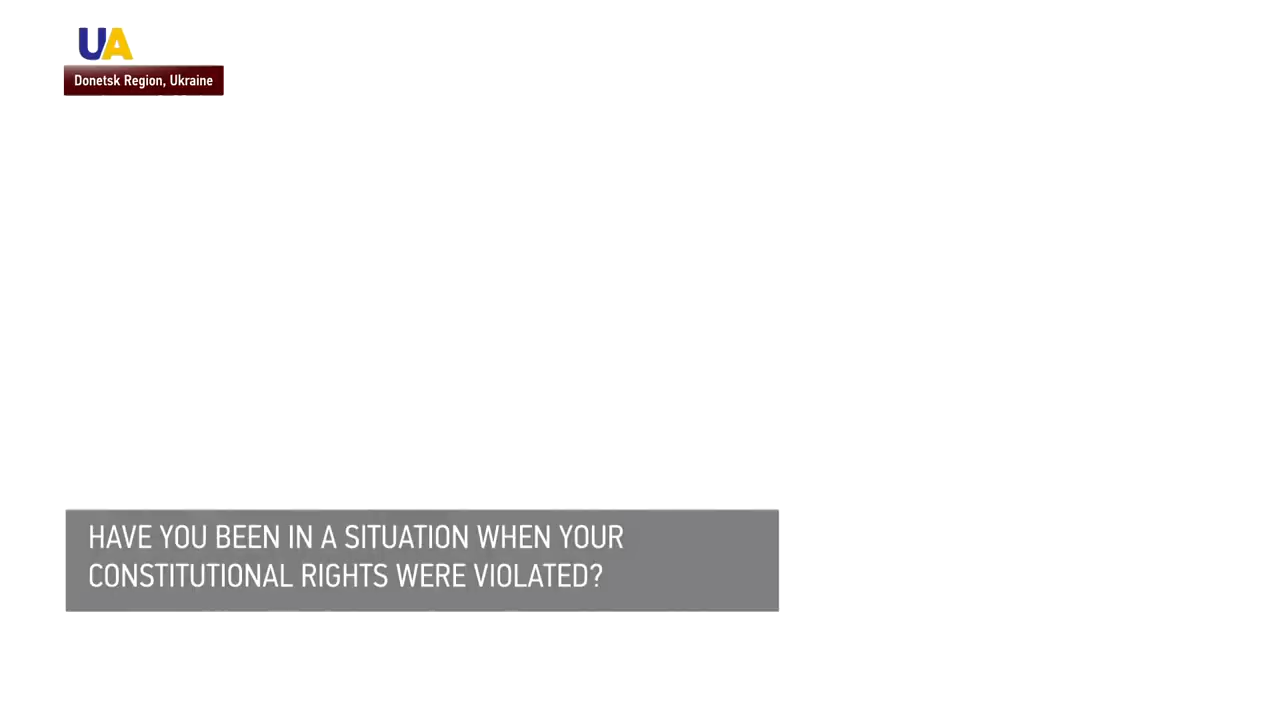 UA
Donetsk Region, Ukraine
HAVE YOU BEEN IN A SITUATION WHEN YOUR
CONSTITUTIONAL RIGHTS WERE VIOLATED?